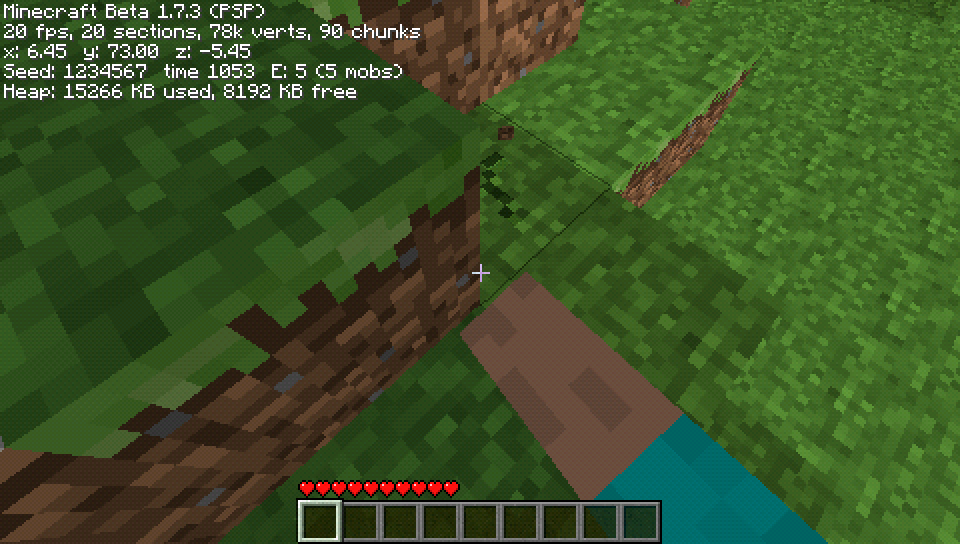 Minecraft Beta 1.7.3 (PSP)
20 fps, 20 sections, 78k verts, 90 chunks
x: 6.45 y: 73.00 z: -5.45
Seed: 1234567 time 1053 E: 5 (5 mobs)
Heap: 15266 KB used, 8192 KB free